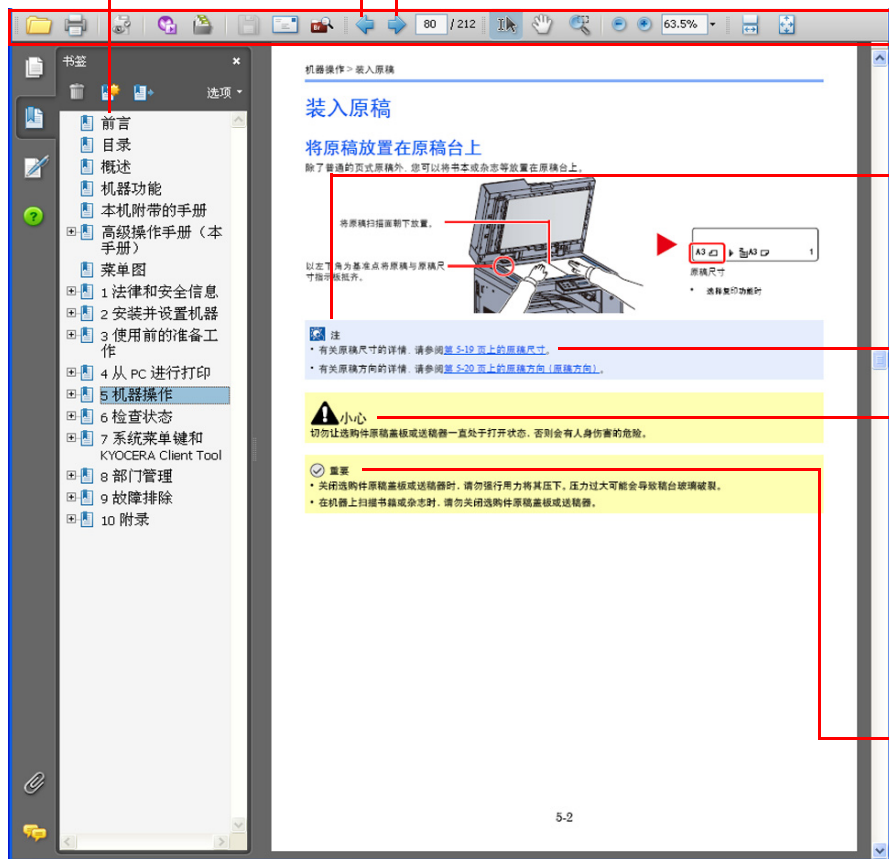 80 / 212
63.5%
书签
选项
前言
目录
概述
机器功能
本机附带的手册
高级操作手册（本
手册）
菜单图
1 法律和安全信息
2 安装并设置机器
3 使用前的准备工
作
4 从 PC 进行打印
5 机器操作
6 检查状态
7 系统菜单键和
KYOCERA Client Tool
8 部门管理
9 故障排除
10 附录
机器操作 > 装入原稿
装入原稿
将原稿放置在原稿台上
除了普通的页式原稿外，您可以将书本或杂志等放置在原稿台上。
将原稿扫描面朝下放置。
以左下角为基准点将原稿与原稿尺
寸指示板抵齐。
A3 A3 1
原稿尺寸
• 选择复印功能时
注
• 有关原稿尺寸的详情，请参阅第 5-19 页上的原稿尺寸。
• 有关原稿方向的详情，请参阅第 5-20 页上的原稿方向（原稿方向）。
小心
切勿让选购件原稿盖板或送稿器一直处于打开状态，否则会有人身伤害的危险。
重要
• 关闭选购件原稿盖板或送稿器时，请勿强行用力将其压下。压力过大可能会导致稿台玻璃破裂。
• 在机器上扫描书籍或杂志时，请勿关闭选购件原稿盖板或送稿器。
5-2